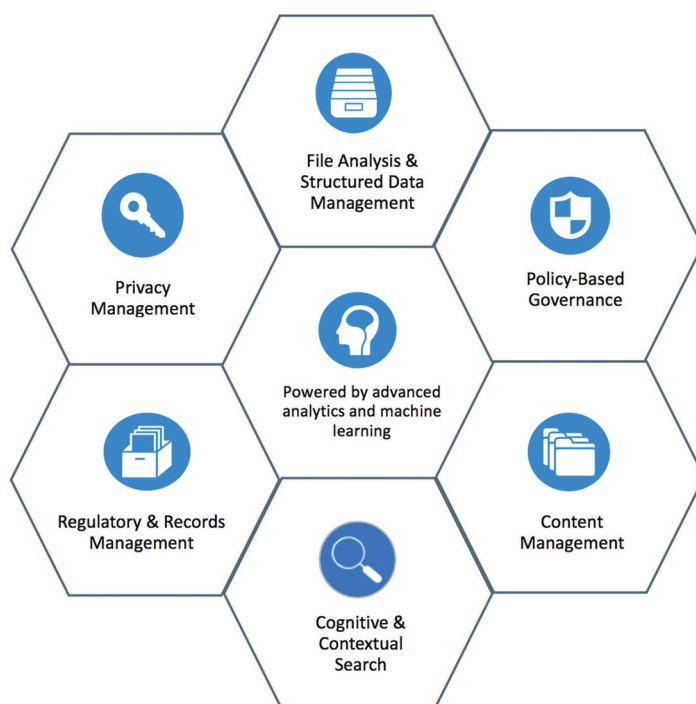 File Analysis &
Structured Data
Management
Privacy
Management
Policy-Based
Governance
Powered by advanced
analytics and machine
learning
Regulatory & Records
Management
Content
Management
Cognitive &
Contextual
Search